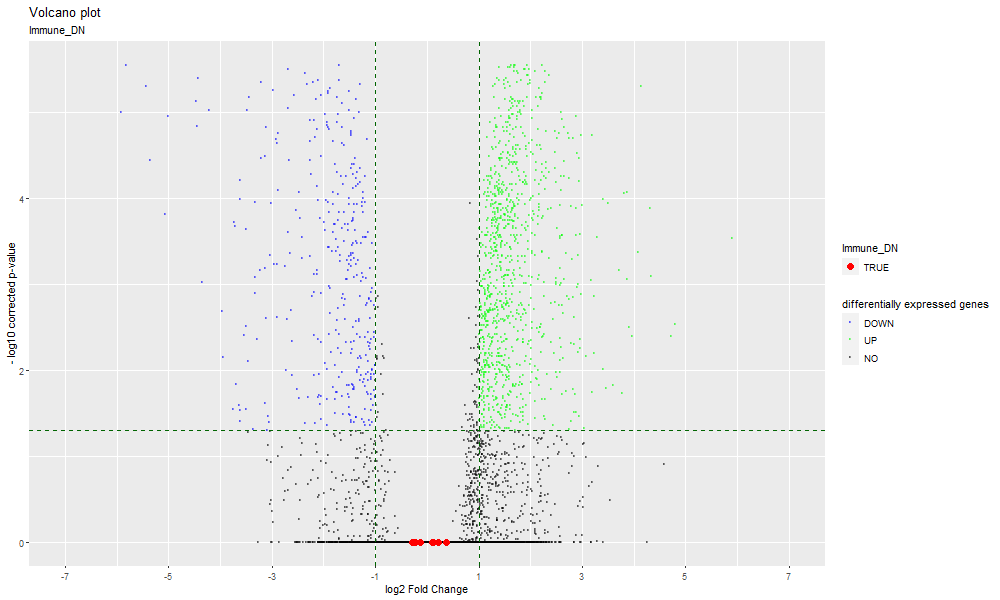 Volcano plot
Immune_DN
- log10 corrected p-value
4
2
0
-7
-5
-3
-1
1
3
5
7
log2 Fold Change
Immune_DN
TRUE
differentially expressed genes
DOWN
UP
NO